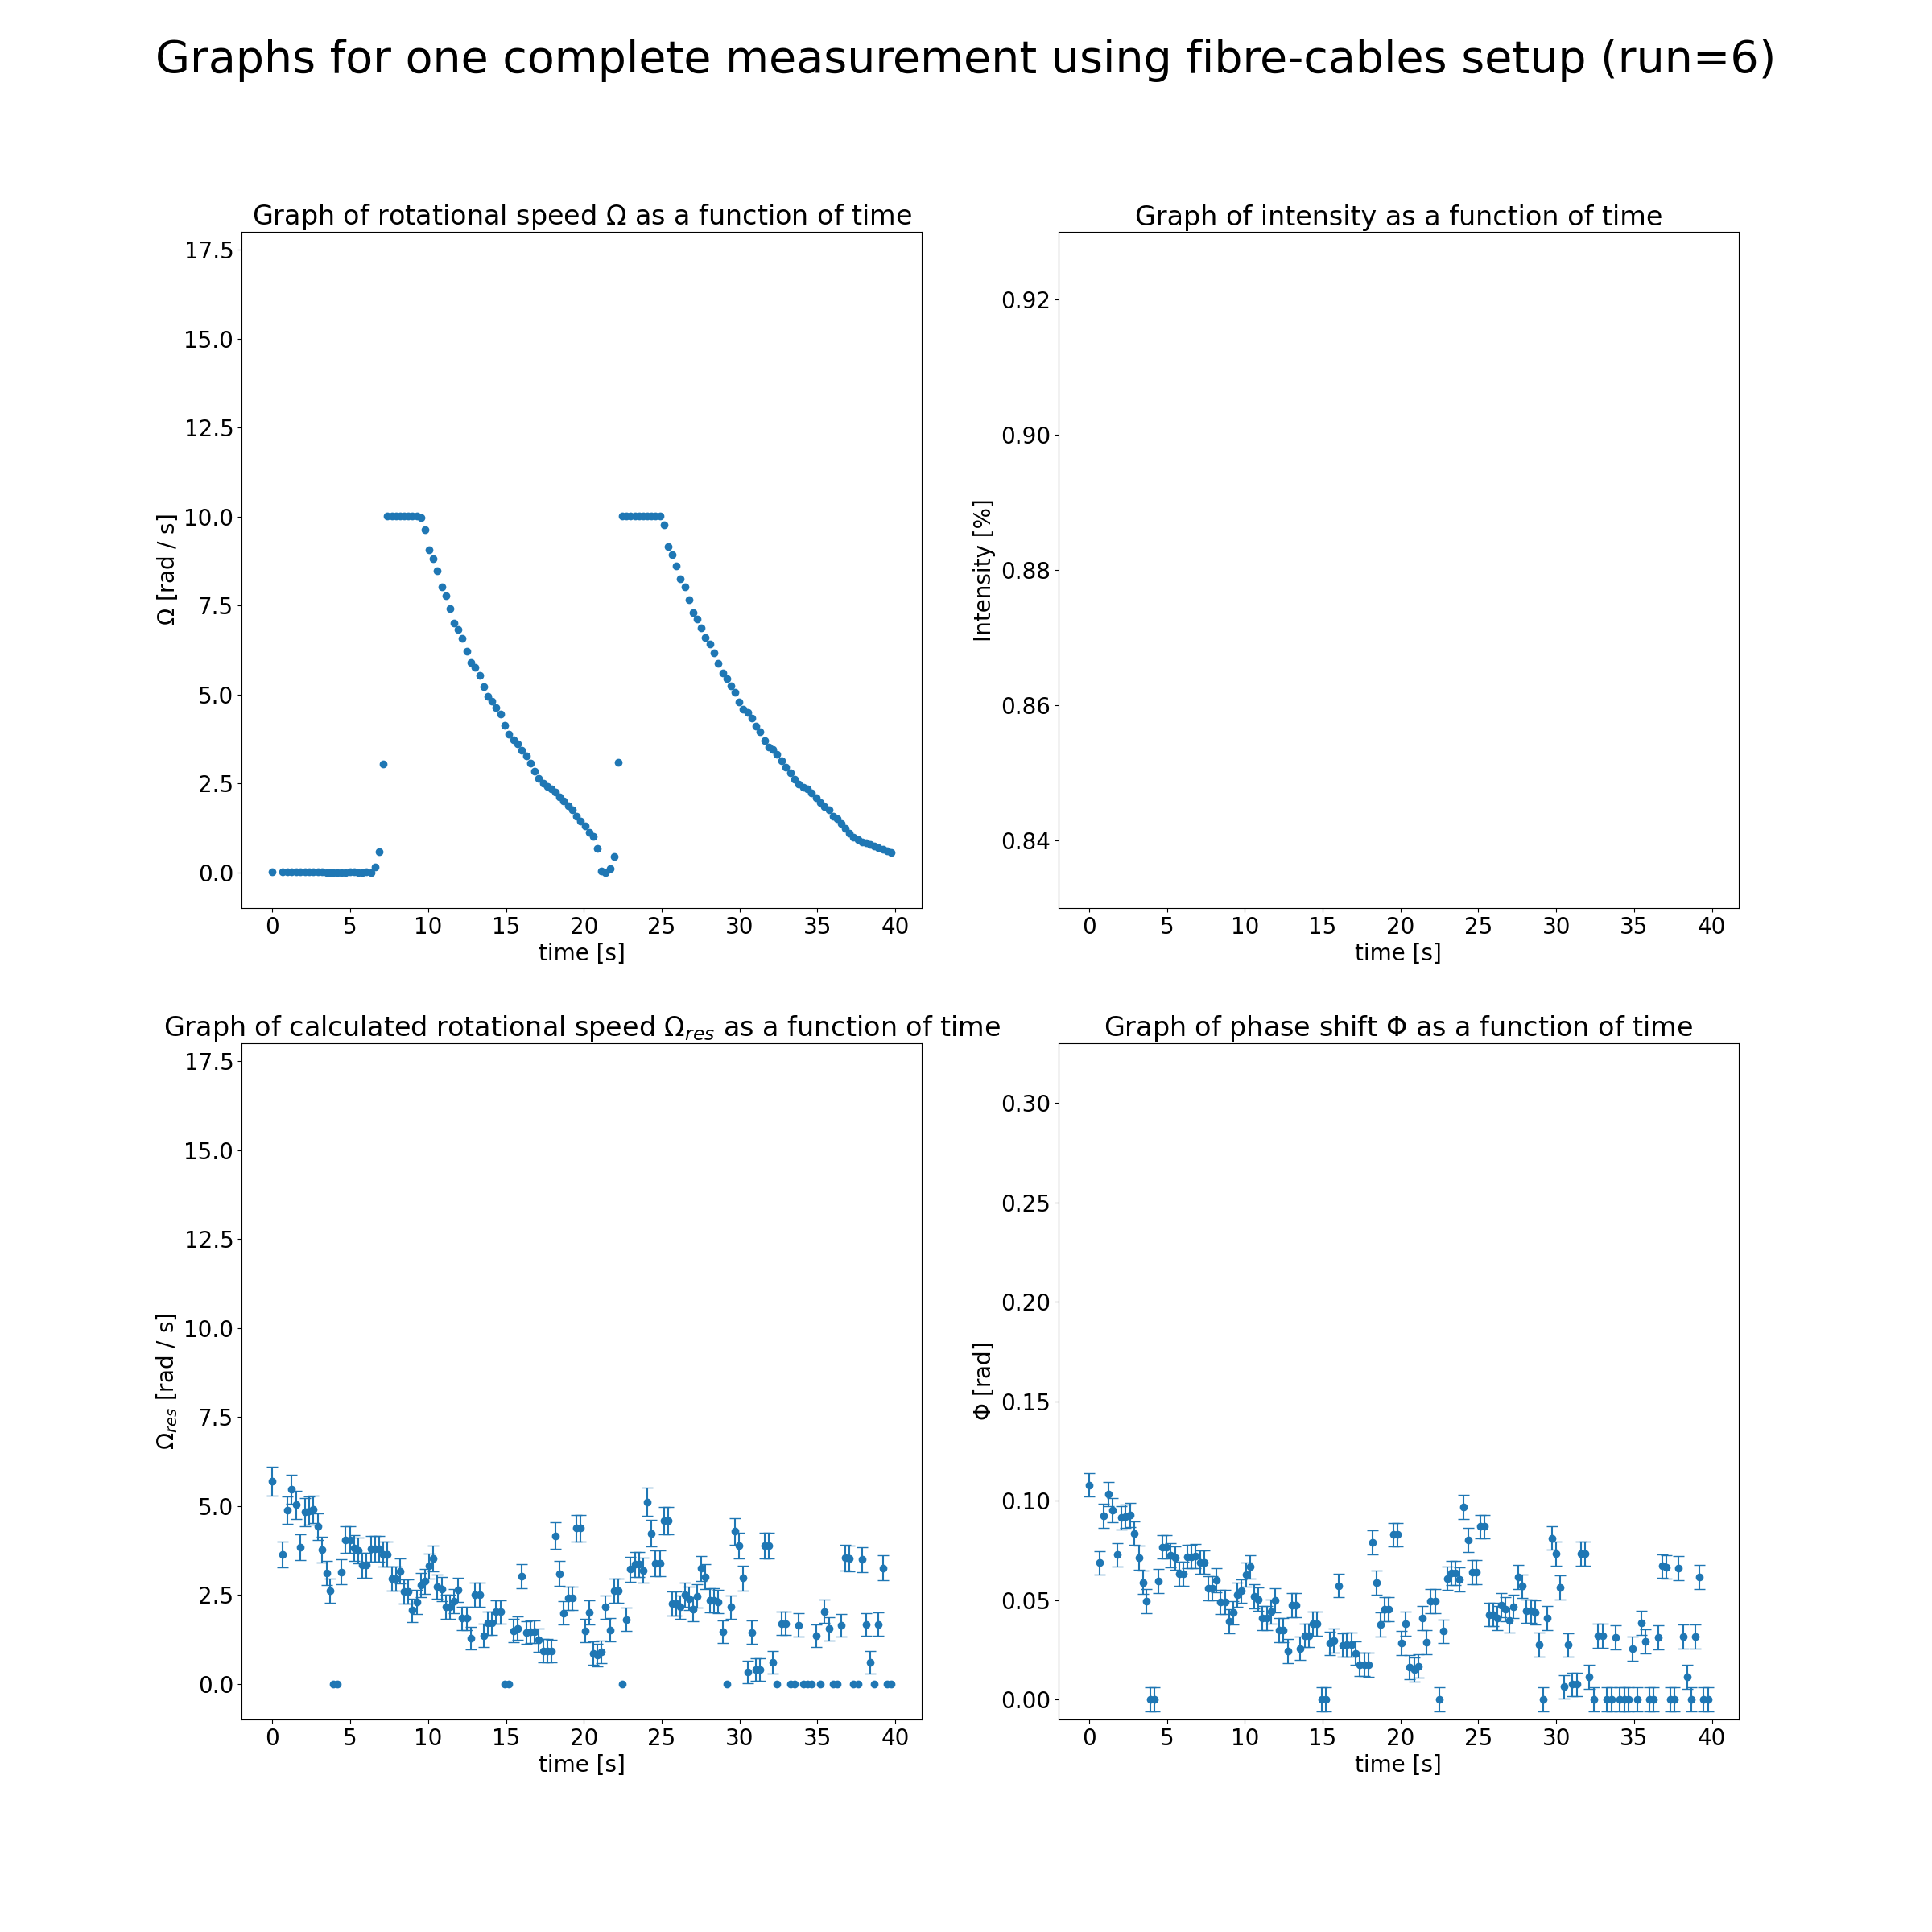 Graphs for one complete measurement using fibre-cables setup (run=6)
Graph of rotational speed Ω as a function of time
17.5
15.0
12.5
10.0
7.5
5.0
2.5
0.0
Ω [rad / s]
0 5 10 15 20 25 30 35 40
time [s]
Graph of intensity as a function of time
0.92
0.90
0.88
0.86
0.84
Intensity [%]
0 5 10 15 20 25 30 35 40
time [s]
Graph of calculated rotational speed Ω_res as a function of time
17.5
15.0
12.5
10.0
7.5
5.0
2.5
0.0
Ω_res [rad / s]
0 5 10 15 20 25 30 35 40
time [s]
Graph of phase shift Φ as a function of time
0.30
0.25
0.20
0.15
0.10
0.05
0.00
Φ [rad]
0 5 10 15 20 25 30 35 40
time [s]